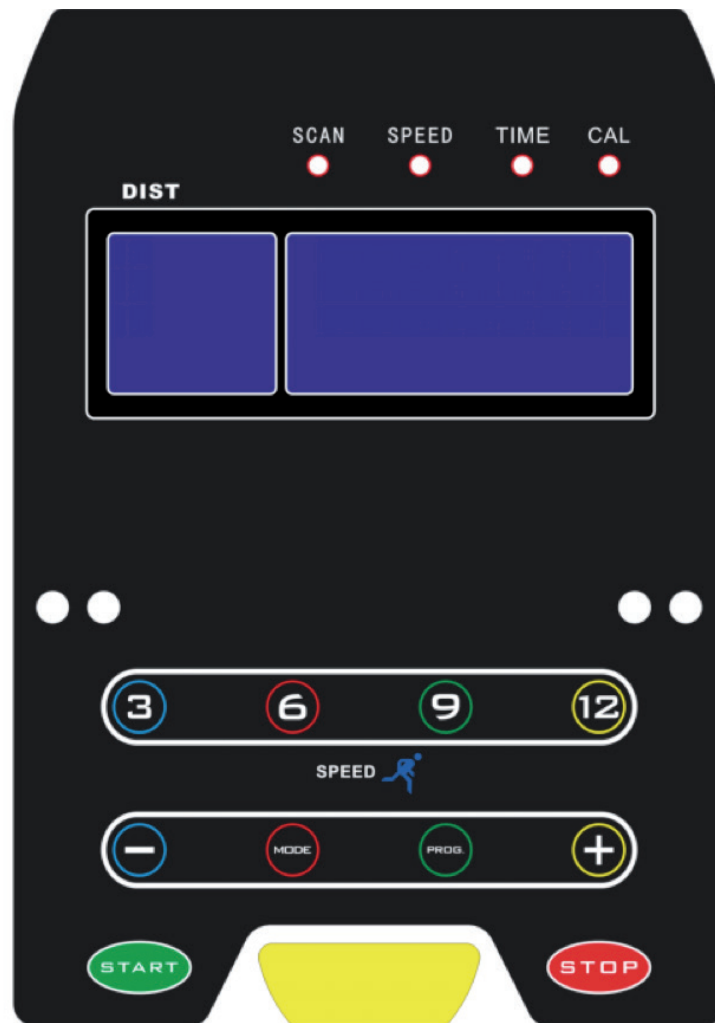 SCAN SPEED TIME CAL
DIST
3 6 9 12
SPEED
− MODE PROG. +
START STOP